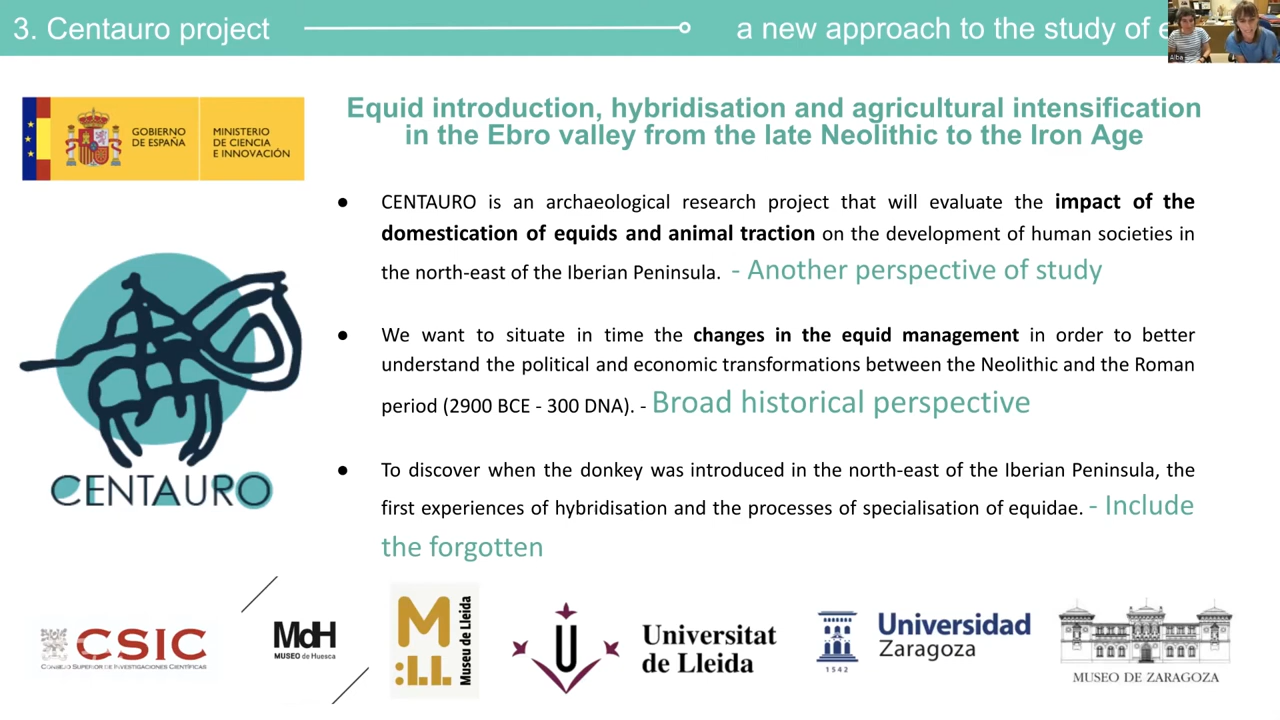 3. Centauro project
a new approach to the study of
Alba
GOBIERNO
DE ESPAÑA
MINISTERIO
DE CIENCIA
E INNOVACIÓN
Equid introduction, hybridisation and agricultural intensification
in the Ebro valley from the late Neolithic to the Iron Age
● CENTAURO is an archaeological research project that will evaluate the impact of the
domestication of equids and animal traction on the development of human societies in
the north-east of the Iberian Peninsula. - Another perspective of study
● We want to situate in time the changes in the equid management in order to better
understand the political and economic transformations between the Neolithic and the Roman
period (2900 BCE - 300 DNA). - Broad historical perspective
● To discover when the donkey was introduced in the north-east of the Iberian Peninsula, the
first experiences of hybridisation and the processes of specialisation of equidae. - Include
the forgotten
CENTAURO
CSIC
CONSEJO SUPERIOR DE INVESTIGACIONES CIENTÍFICAS
MdH
MUSEO de Huesca
M
:LL
Museu de Lleida
U
Universitat
de Lleida
1542
Universidad
Zaragoza
MUSEO DE ZARAGOZA